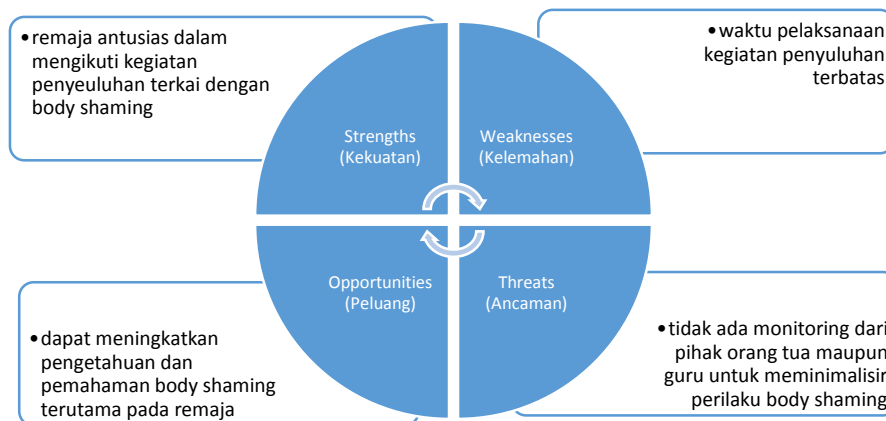 •remaja antusias dalam
mengikuti kegiatan
penyeuluhan terkai dengan
body shaming
•waktu pelaksanaan
kegiatan penyuluhan
terbatas
Strengths
(Kekuatan)
Weaknesses
(Kelemahan)
Opportunities
(Peluang)
Threats
(Ancaman)
•dapat meningkatkan
pengetahuan dan
pemahaman body shaming
terutama pada remaja
•tidak ada monitoring dari
pihak orang tua maupun
guru untuk meminimalisir
perilaku body shaming